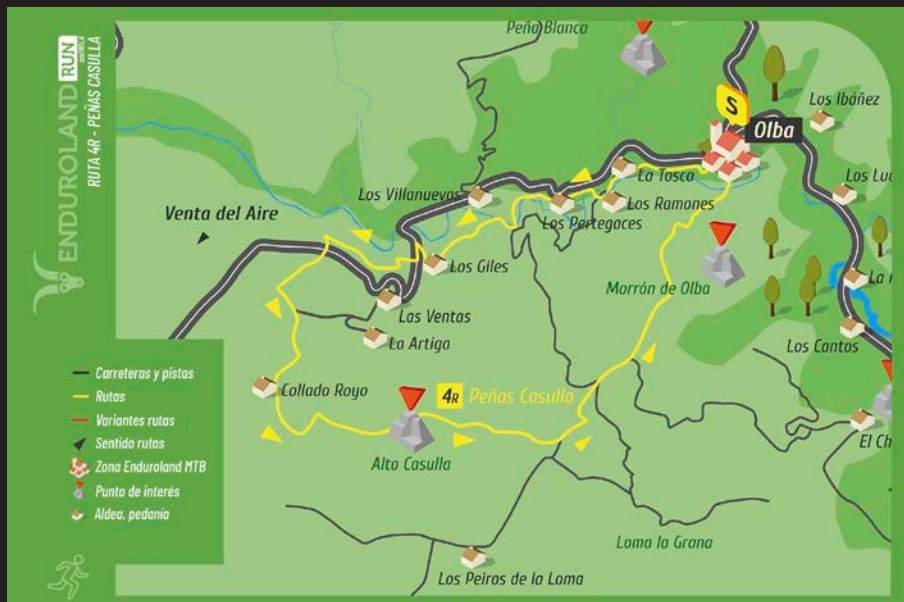 ENDUROLAND RUN
RUTA 4R - PEÑAS CASULLA
Peña Blanca
S
Olba
Los Ibáñez
La Tosca
Los Villanuevas
Los Ramones
Los Pertegaces
Venta del Aire
Los Giles
Morrón de Olba
Las Ventas
La Artiga
Los Cantos
Collado Royo
4R Peñas Casulla
Alto Casulla
Loma la Grana
Los Peiros de la Loma
Carreteras y pistas
Rutas
Variantes rutas
Sentido rutas
Zona Enduroland MTB
Punto de interés
Aldea, pedanía